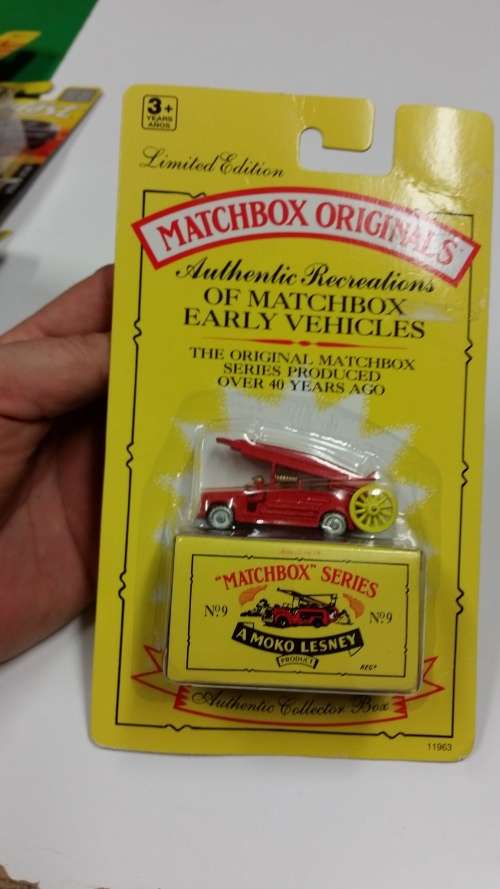 3+
YEARS
AÑOS
Limited Edition
MATCHBOX ORIGINALS
Authentic Recreations
OF MATCHBOX
EARLY VEHICLES
THE ORIGINAL MATCHBOX
SERIES PRODUCED
OVER 40 YEARS AGO
"MATCHBOX" SERIES
No9 No9
A MOKO LESNEY
PRODUCT
REGD
Authentic Collector Box
11963